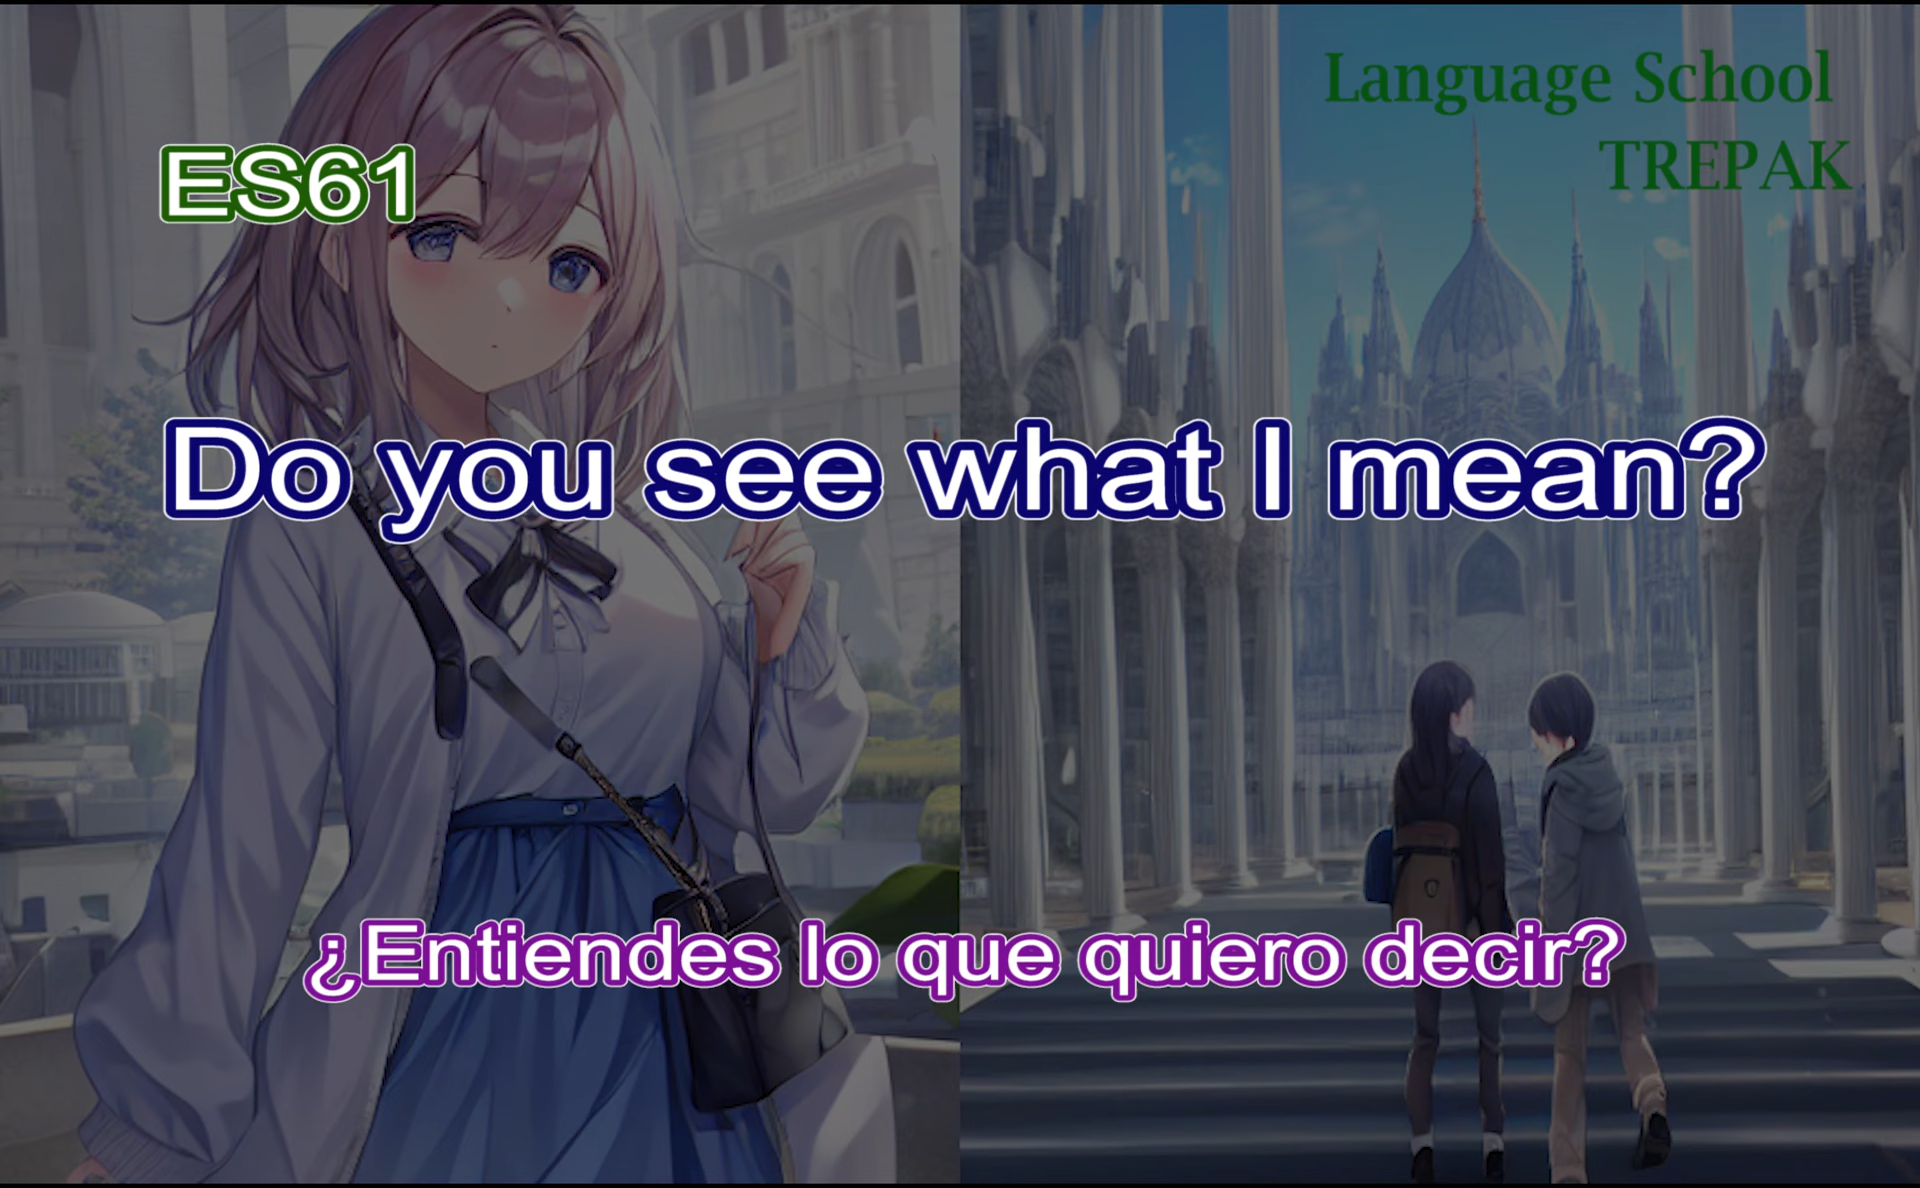 Language School
TREPAK
ES61
Do you see what I mean?
¿Entiendes lo que quiero decir?